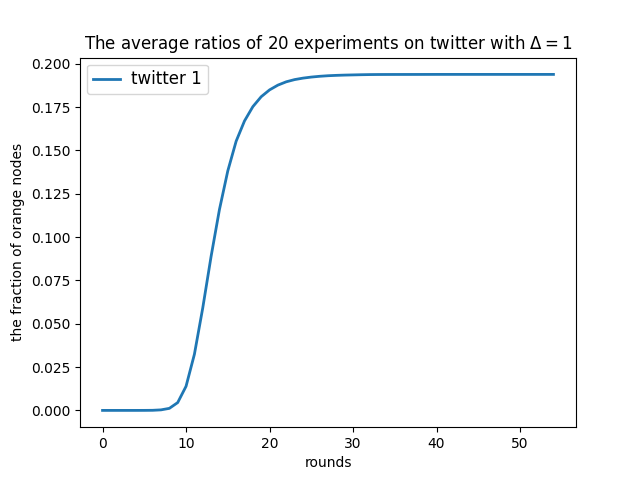 The average ratios of 20 experiments on twitter with Δ = 1
twitter 1
0.200
0.175
0.150
0.125
0.100
0.075
0.050
0.025
0.000
the fraction of orange nodes
0 10 20 30 40 50
rounds